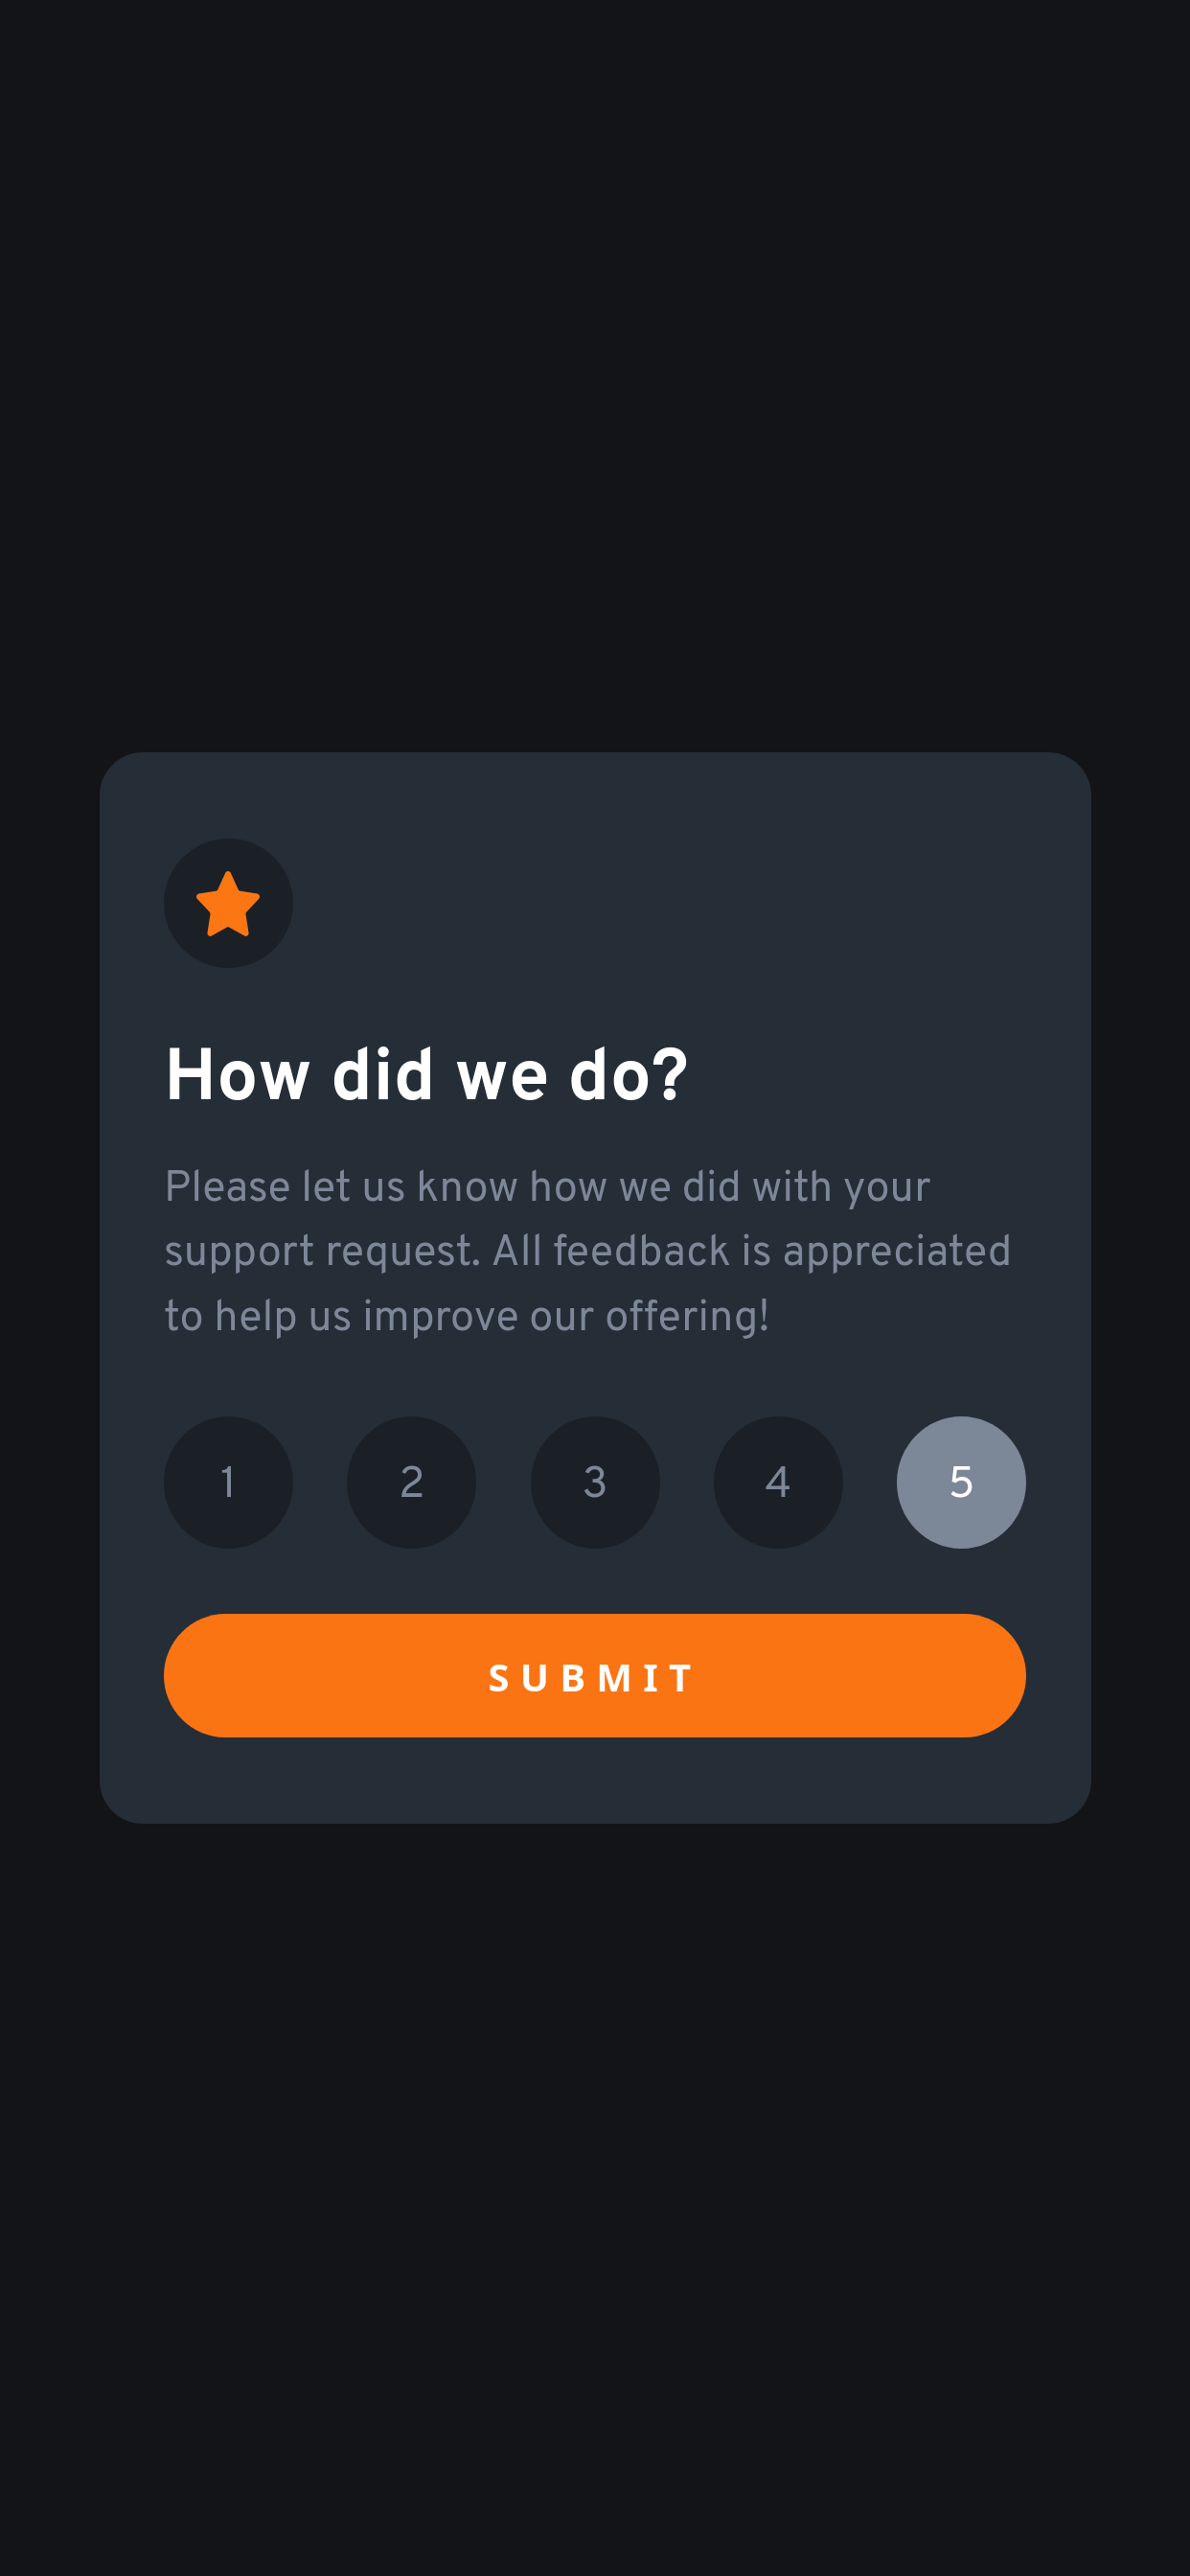 How did we do?
Please let us know how we did with your
support request. All feedback is appreciated
to help us improve our offering!
1 2 3 4 5
SUBMIT